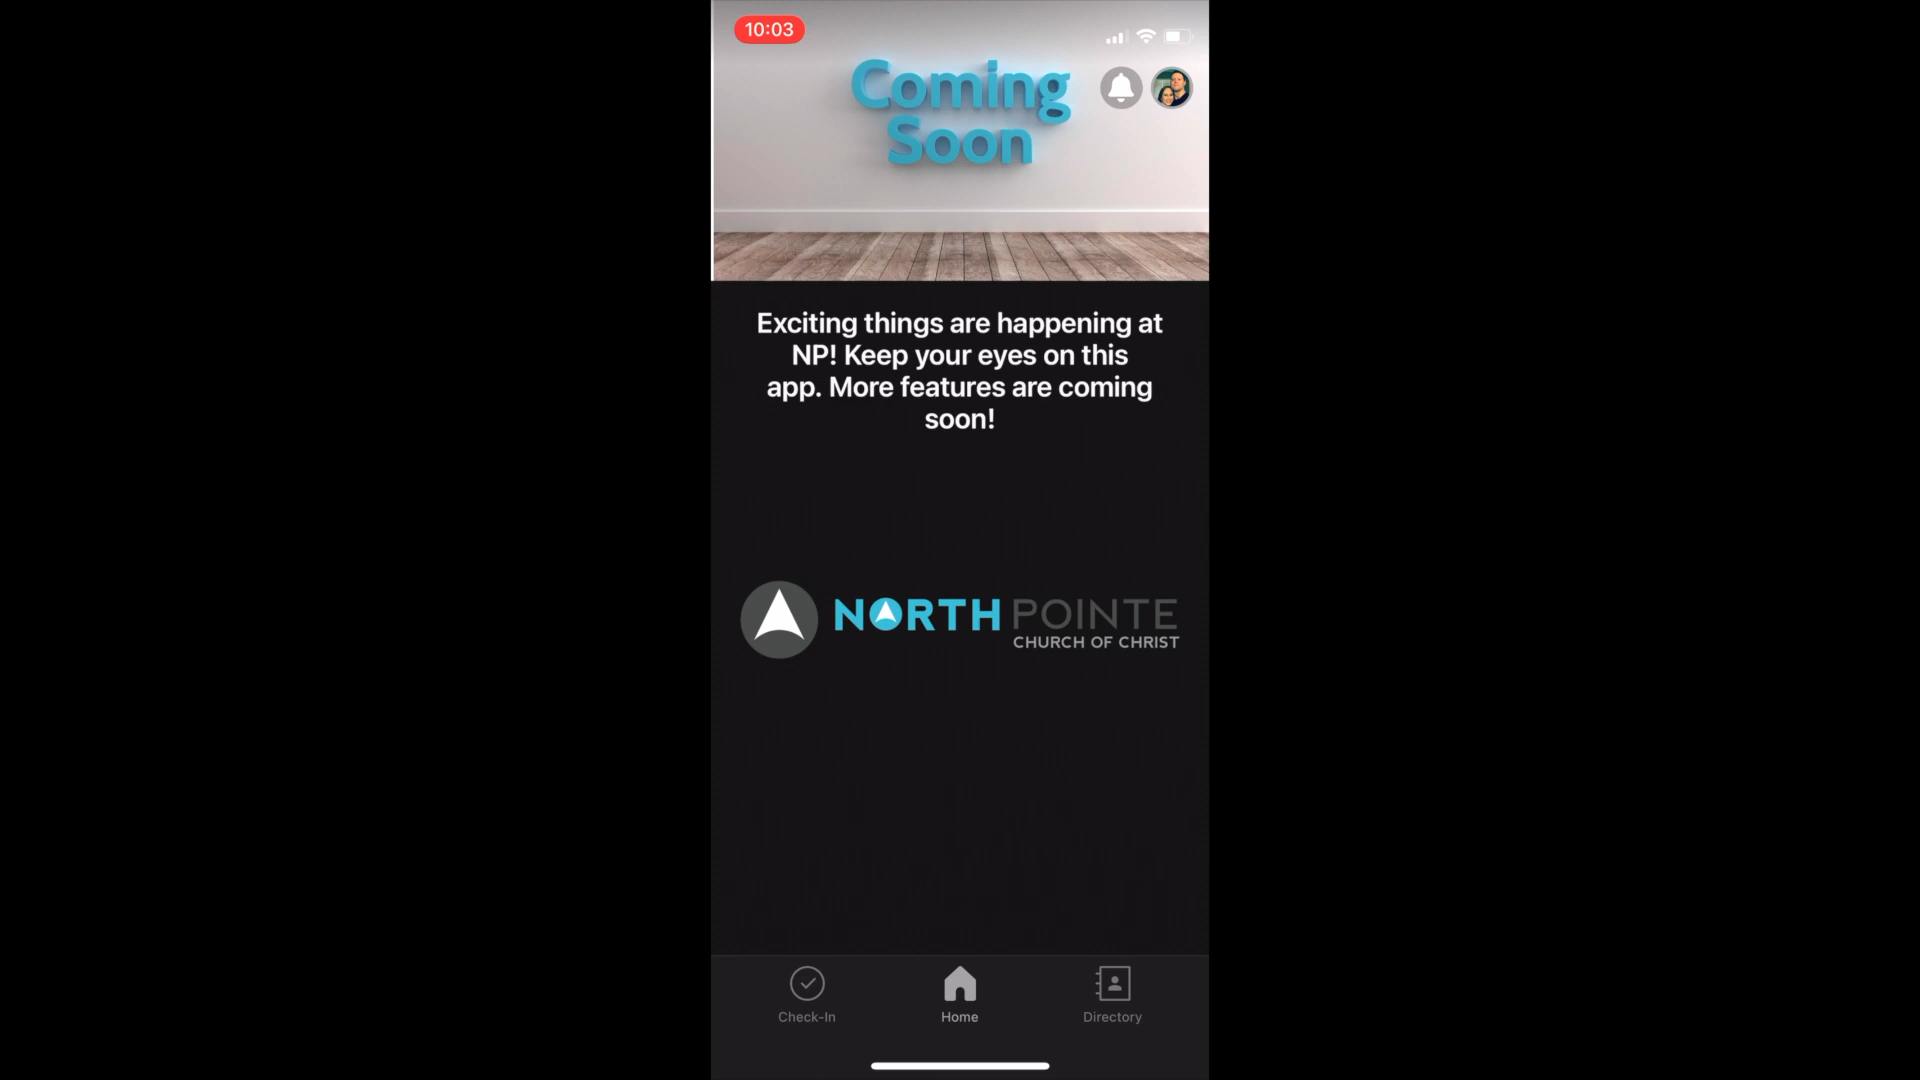 10:03
Coming
Soon
Exciting things are happening at
NP! Keep your eyes on this
app. More features are coming
soon!
NORTH POINTE
CHURCH OF CHRIST
Check-In
Home
Directory